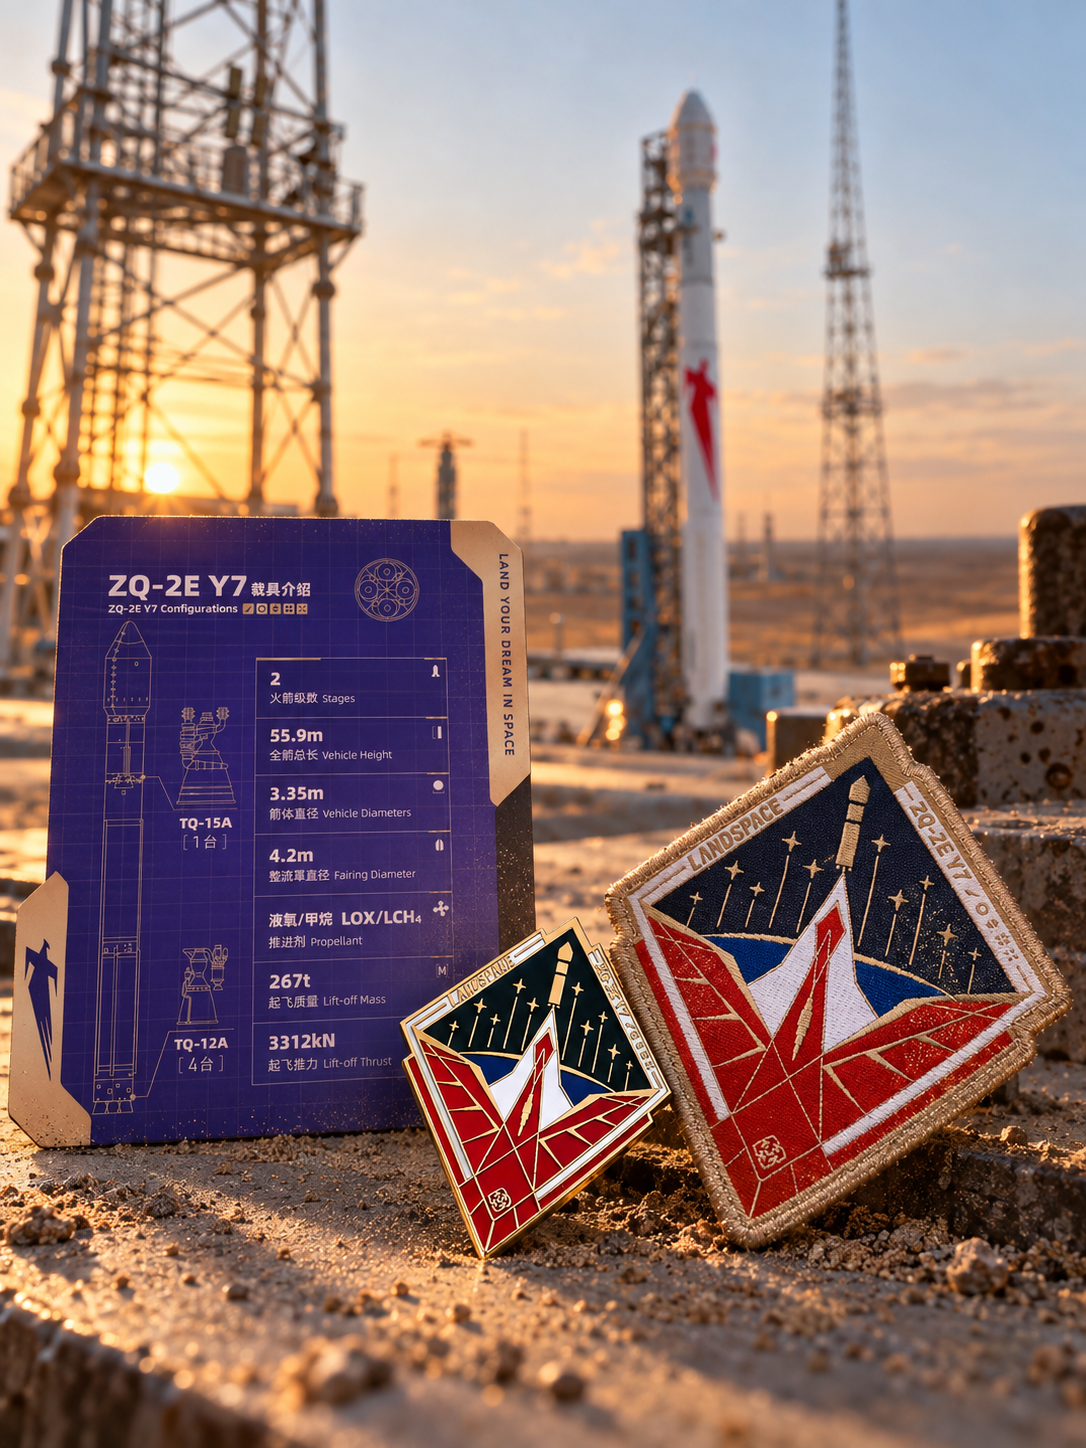 ZQ-2E Y7 载具介绍
ZQ-2E Y7 Configurations
LAND YOUR DREAM IN SPACE
2
火箭级数 Stages
55.9m
全箭总长 Vehicle Height
3.35m
箭体直径 Vehicle Diameters
4.2m
整流罩直径 Fairing Diameter
液氧/甲烷 LOX/LCH₄
推进剂 Propellant
267t
起飞质量 Lift-off Mass
3312kN
起飞推力 Lift-off Thrust
TQ-15A
[1台]
TQ-12A
[4台]
LANDSPACE
ZQ-2E Y7